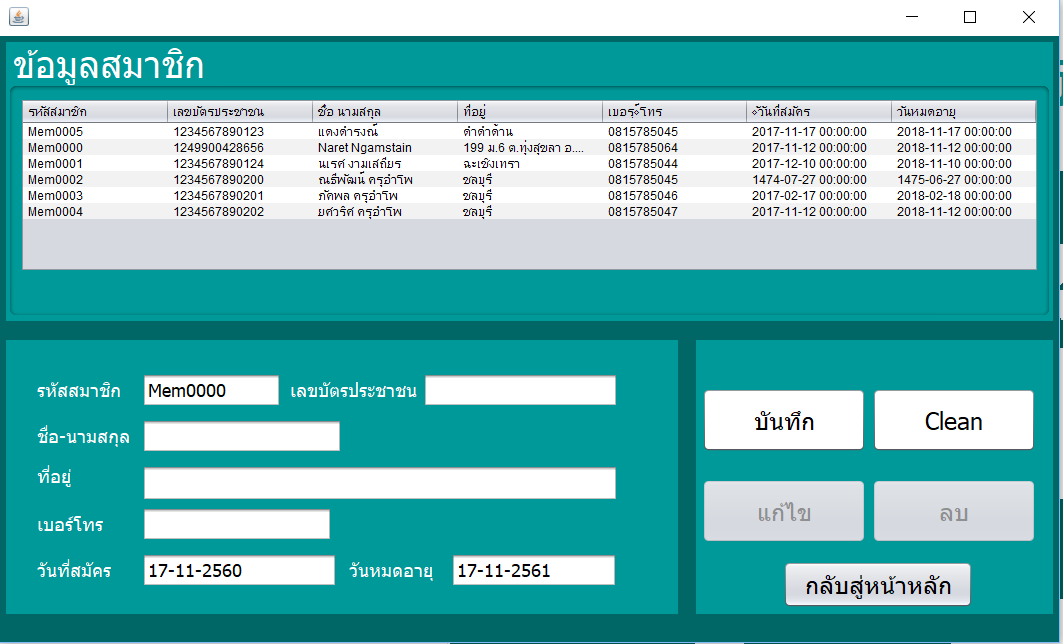 ข้อมูลสมาชิก
รหัสสมาชิก เลขบัตรประชาชน ชื่อ นามสกุล ที่อยู่ เบอร์โทร วันที่สมัคร วันหมดอายุ
Mem0005 1234567890123 แดงดำรงณ์ ดำดำด้าน 0815785045 2017-11-17 00:00:00 2018-11-17 00:00:00
Mem0000 1249900428656 Naret Ngamstain 199 ม.6 ต.ทุ่งสุขลา อ.... 0815785064 2017-11-12 00:00:00 2018-11-12 00:00:00
Mem0001 1234567890124 นเรศ งามเสถียร ฉะเชิงเทรา 0815785044 2017-12-10 00:00:00 2018-11-10 00:00:00
Mem0002 1234567890200 ณธีพัฒน์ ครุอำโพ ชลบุรี 0815785045 1474-07-27 00:00:00 1475-06-27 00:00:00
Mem0003 1234567890201 ภัคพล ครุอำโพ ชลบุรี 0815785046 2017-02-17 00:00:00 2018-02-18 00:00:00
Mem0004 1234567890202 ยศาริศ ครุอำโพ ชลบุรี 0815785047 2017-11-12 00:00:00 2018-11-12 00:00:00
รหัสสมาชิก Mem0000 เลขบัตรประชาชน
ชื่อ-นามสกุล
ที่อยู่
เบอร์โทร
วันที่สมัคร 17-11-2560 วันหมดอายุ 17-11-2561
บันทึก Clean
แก้ไข ลบ
กลับสู่หน้าหลัก